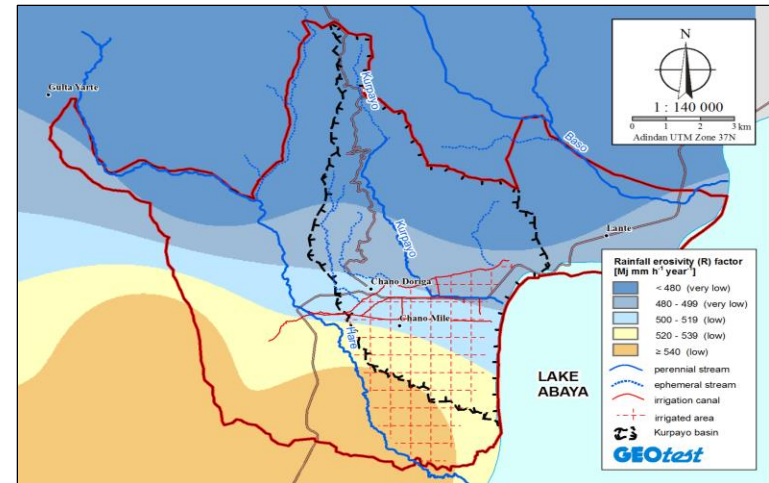 N
1 : 140 000
0 1 2 3 km
Adindan UTM Zone 37N
Gulta Yarte
Kurpayo
Baso
Kurpayo
Lante
Chano Doriga
Chano Mile
Hare
LAKE
ABAYA
Rainfall erosivity (R) factor
[Mj mm h⁻¹ year⁻¹]
< 480 (very low)
480 - 499 (very low)
500 - 519 (low)
520 - 539 (low)
≥ 540 (low)
perennial stream
ephemeral stream
irrigation canal
irrigated area
Kurpayo basin
GEOtest